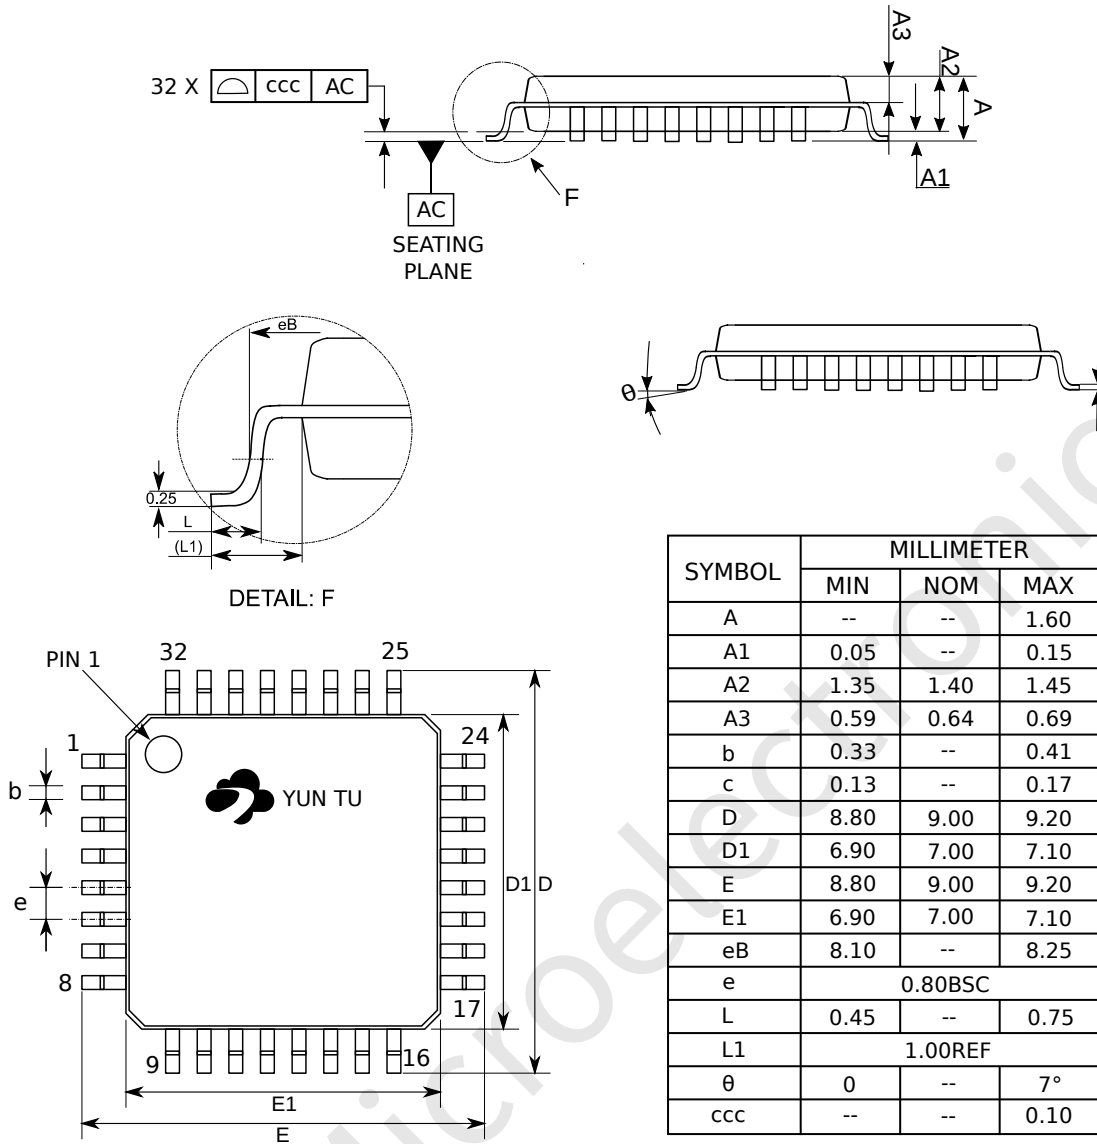 A3
A2
A
32 X ccc AC
A1
F
AC
SEATING
PLANE
eB
θ
0.25
L
(L1)
DETAIL: F
SYMBOL MILLIMETER
MIN NOM MAX
A -- -- 1.60
A1 0.05 -- 0.15
A2 1.35 1.40 1.45
A3 0.59 0.64 0.69
b 0.33 -- 0.41
c 0.13 -- 0.17
D 8.80 9.00 9.20
D1 6.90 7.00 7.10
E 8.80 9.00 9.20
E1 6.90 7.00 7.10
eB 8.10 -- 8.25
e 0.80BSC
L 0.45 -- 0.75
L1 1.00REF
θ 0 -- 7°
ccc -- -- 0.10
PIN 1
32 25
1 24
b
YUN TU
D1 D
e
8 17
9 16
E1
E
microelectronic